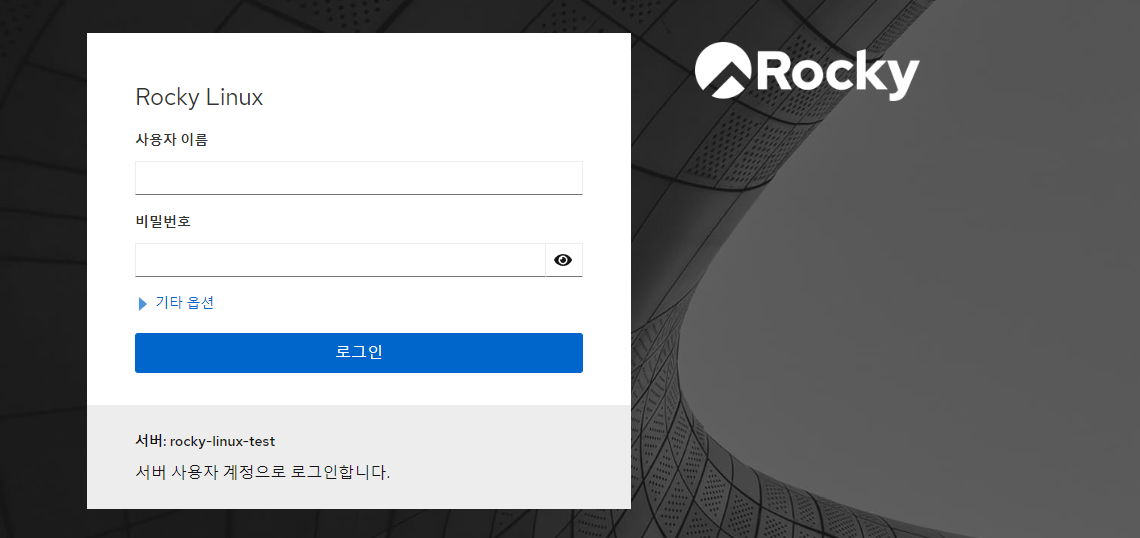 Rocky
Rocky Linux
사용자 이름
비밀번호
기타 옵션
로그인
서버: rocky-linux-test
서버 사용자 계정으로 로그인합니다.